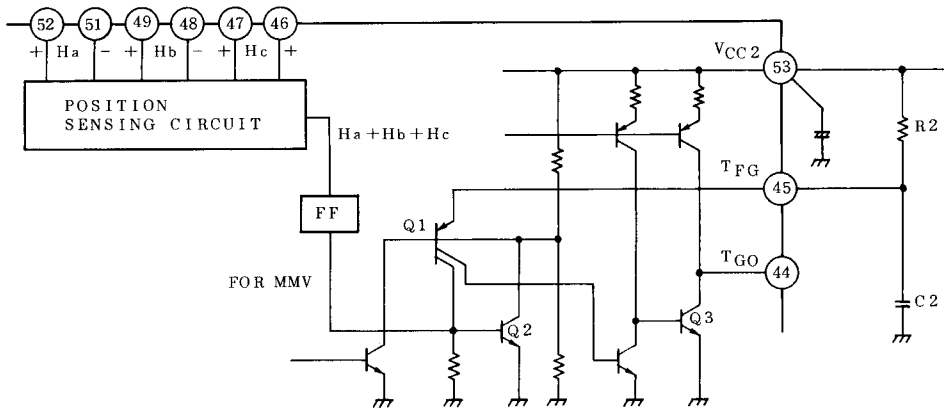 52 51 49 48 47 46
+ Ha - + Hb - + Hc +
POSITION
SENSING CIRCUIT
Ha+Hb+Hc
FF
FOR MMV
Q1
Q2
Q3
VCC2
53
R2
TFG
45
TGO
44
C2